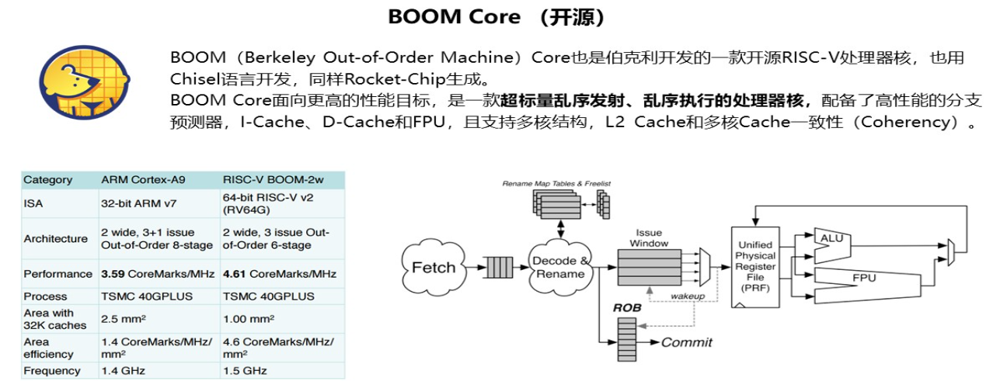 BOOM Core （开源）
BOOM（Berkeley Out-of-Order Machine）Core也是伯克利开发的一款开源RISC-V处理器核，也用
Chisel语言开发，同样Rocket-Chip生成。
BOOM Core面向更高的性能目标，是一款超标量乱序发射、乱序执行的处理器核，配备了高性能的分支
预测器，I-Cache、D-Cache和FPU，且支持多核结构，L2 Cache和多核Cache一致性（Coherency）。
Category ARM Cortex-A9 RISC-V BOOM-2w
ISA 32-bit ARM v7 64-bit RISC-V v2
(RV64G)
Architecture 2 wide, 3+1 issue 2 wide, 3 issue Out-
Out-of-Order 8-stage of-Order 6-stage
Performance 3.59 CoreMarks/MHz 4.61 CoreMarks/MHz
Process TSMC 40GPLUS TSMC 40GPLUS
Area with 2.5 mm² 1.00 mm²
32K caches
Area 1.4 CoreMarks/MHz/ 4.6 CoreMarks/MHz/
efficiency mm² mm²
Frequency 1.4 GHz 1.5 GHz
Rename Map Tables & Freelist
Fetch
Decode &
Rename
Issue
Window
wakeup
ROB
Commit
Unified
Physical
Register
File
(PRF)
ALU
FPU